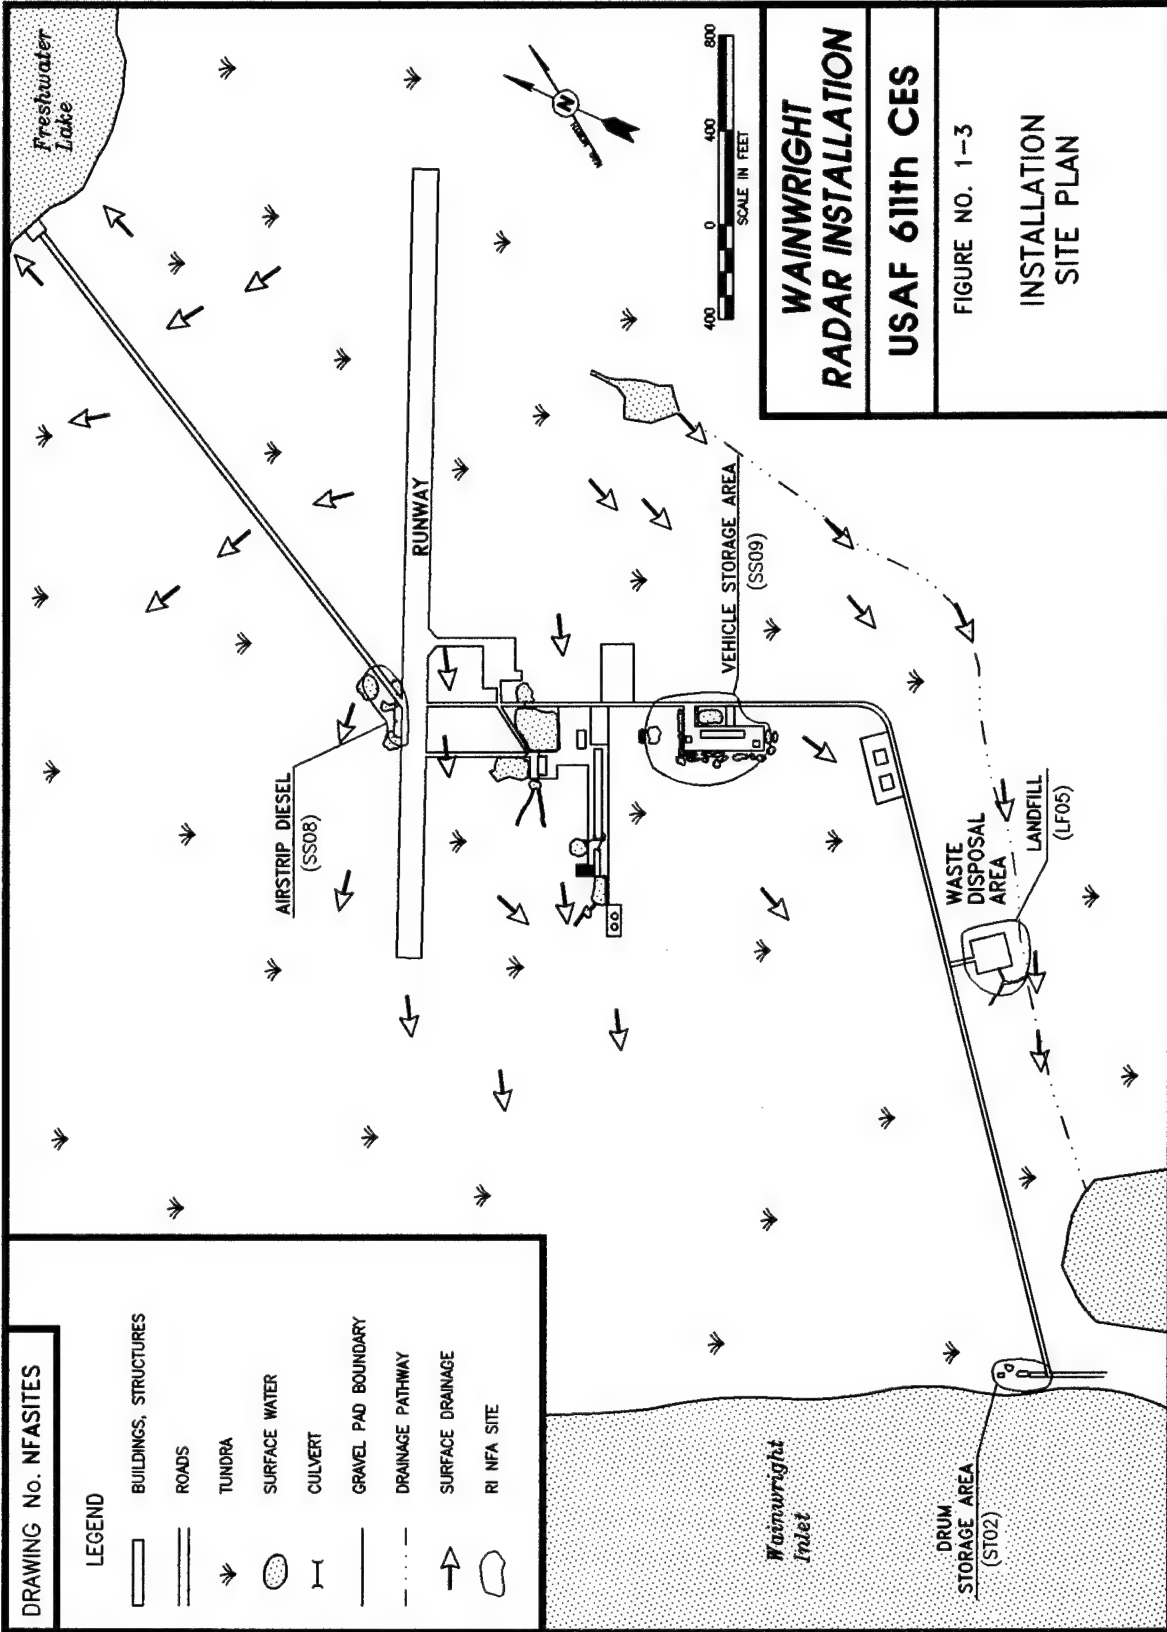 DRAWING No. NFASITES
LEGEND
BUILDINGS, STRUCTURES
ROADS
TUNDRA
SURFACE WATER
CULVERT
GRAVEL PAD BOUNDARY
DRAINAGE PATHWAY
SURFACE DRAINAGE
RI NFA SITE
Freshwater
Lake
RUNWAY
AIRSTRIP DIESEL
(SS08)
VEHICLE STORAGE AREA
(SS09)
WASTE
DISPOSAL
AREA
LANDFILL
(LF05)
Wainwright
Inlet
DRUM
STORAGE AREA
(ST02)
N
400 0 400 800
SCALE IN FEET
WAINWRIGHT
RADAR INSTALLATION
USAF 611th CES
FIGURE NO. 1-3
INSTALLATION
SITE PLAN